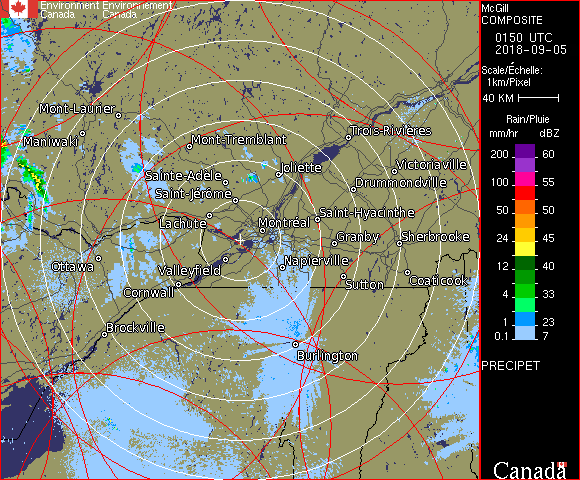 Environment Environnement
Canada Canada
McGill
COMPOSITE
0150 UTC
2018-09-05
Scale/Échelle:
1km/Pixel
40 KM
Rain/Pluie
mm/hr dBZ
200 60
100 55
50 50
24 45
12 40
4 33
1 23
0.1 7
PRECIPET
Canada
Mont-Laurier
Maniwaki
Mont-Tremblant
Trois-Rivières
Sainte-Adèle
Joliette
Victoriaville
Saint-Jérôme
Drummondville
Lachute
Montréal
Saint-Hyacinthe
Granby
Sherbrooke
Ottawa
Valleyfield
Napierville
Cornwall
Sutton
Coaticook
Brockville
Burlington